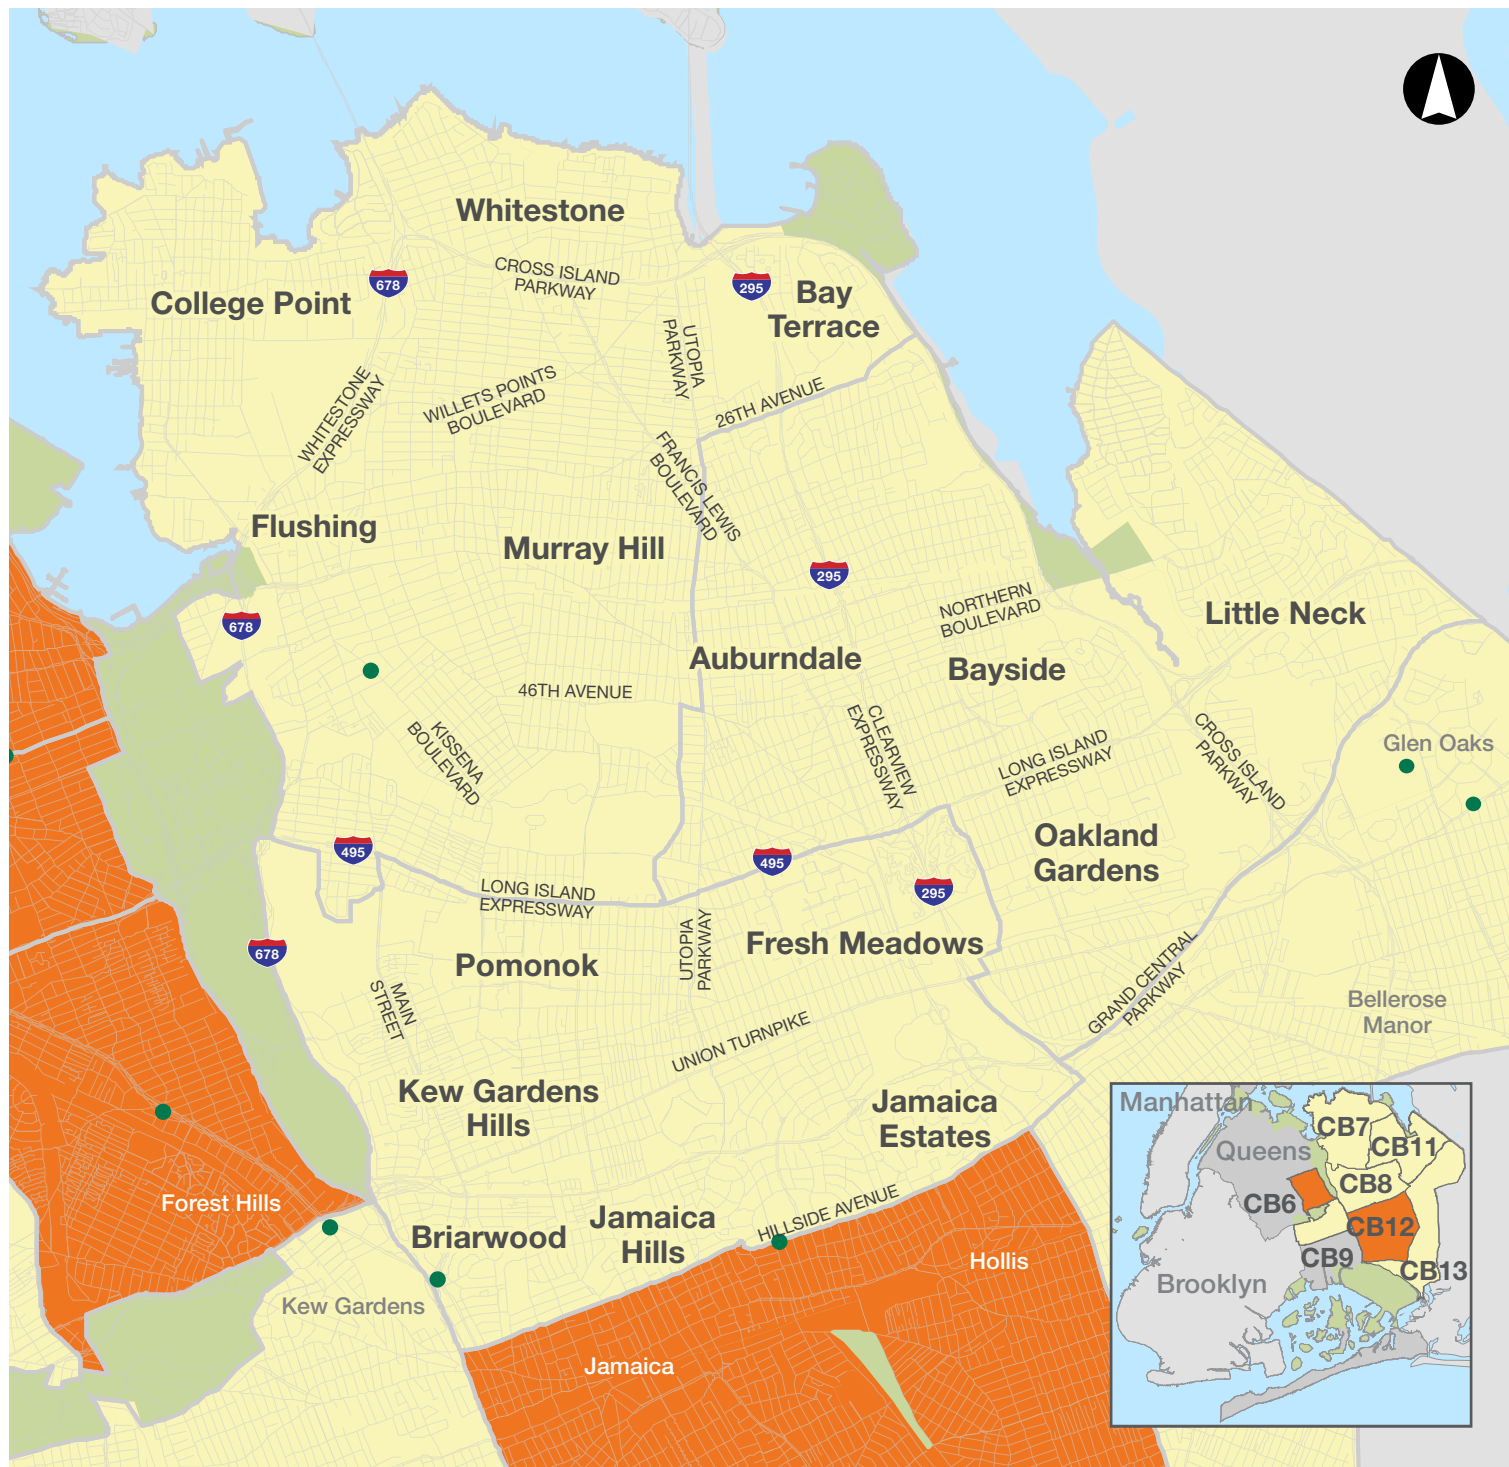 Whitestone
CROSS ISLAND
PARKWAY
678
295
College Point
Bay
Terrace
UTOPIA
PARKWAY
WHITESTONE
EXPRESSWAY
WILLETS POINTS
BOULEVARD
26TH AVENUE
FRANCIS LEWIS
BOULEVARD
Flushing
Murray Hill
295
678
NORTHERN
BOULEVARD
Little Neck
Auburndale
Bayside
46TH AVENUE
KISSENA
BOULEVARD
CLEARVIEW
EXPRESSWAY
LONG ISLAND
EXPRESSWAY
CROSS ISLAND
PARKWAY
Glen Oaks
Oakland
Gardens
495
495
295
LONG ISLAND
EXPRESSWAY
UTOPIA
PARKWAY
Fresh Meadows
678
Pomonok
MAIN
STREET
GRAND CENTRAL
PARKWAY
Bellerose
Manor
UNION TURNPIKE
Kew Gardens
Hills
Jamaica
Estates
Forest Hills
Briarwood
Jamaica
Hills
HILLSIDE AVENUE
Hollis
Kew Gardens
Jamaica
Manhattan
CB7
CB11
Queens
CB8
CB6
CB12
CB9
CB13
Brooklyn